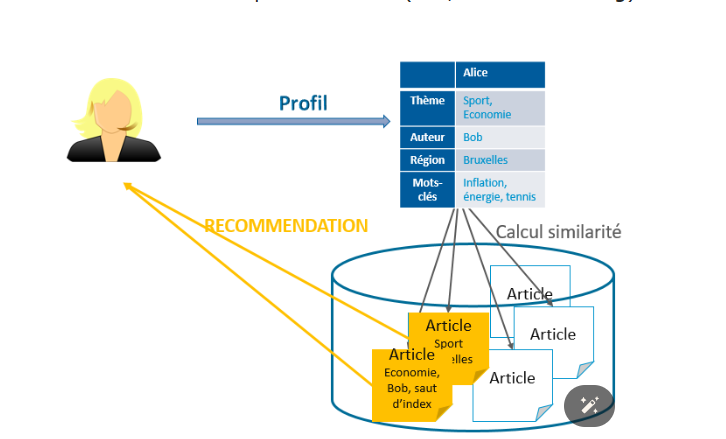 Alice
Profil
Thème
Sport,
Economie
Auteur
Bob
Région
Bruxelles
Mots-
clés
Inflation,
énergie, tennis
RECOMMENDATION
Calcul similarité
Article
Article
Article
Sport
elles
Article
Economie,
Bob, saut
d'index
Article